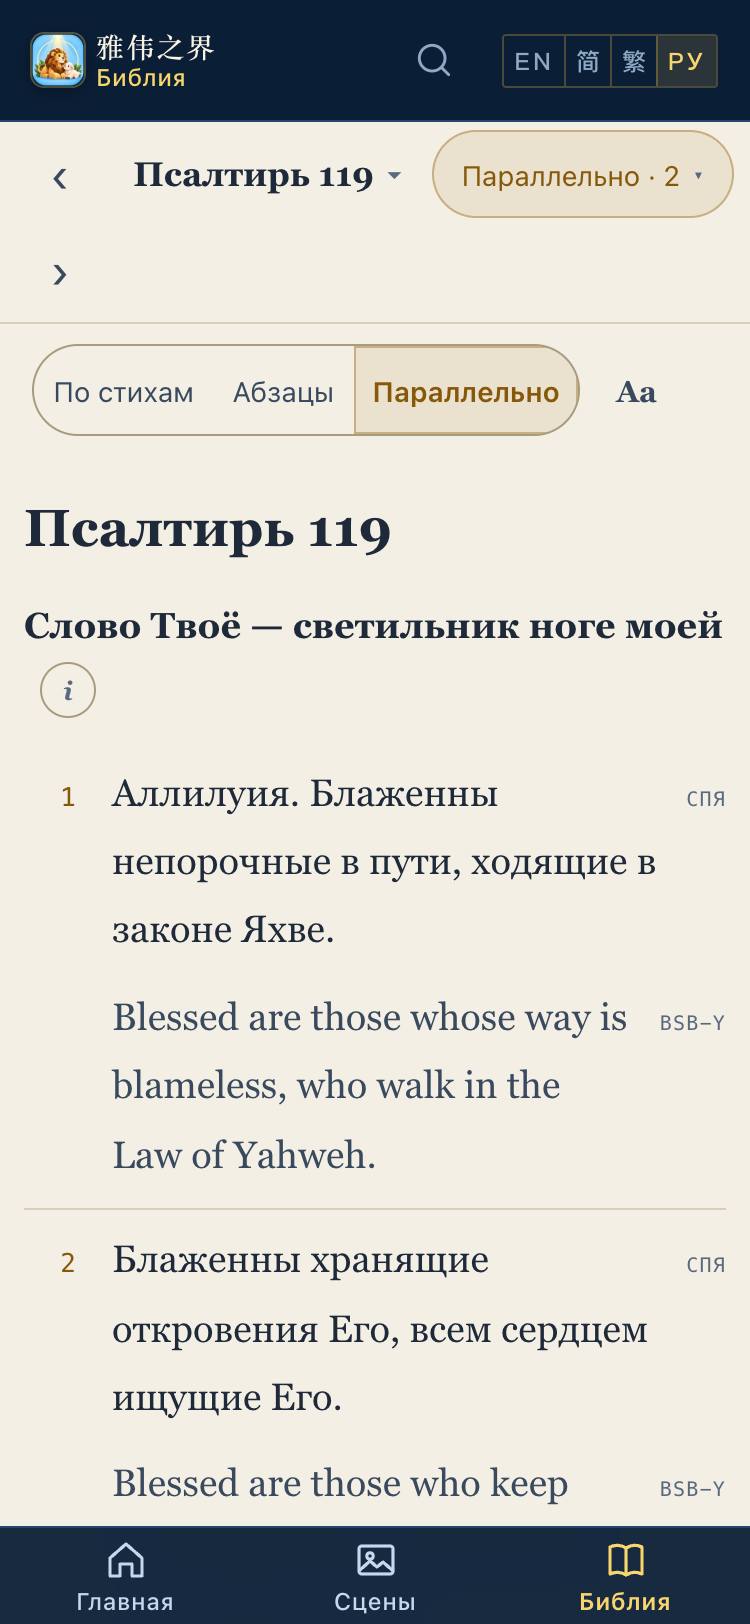 雅伟之界
Библия
EN 简 繁 РУ
‹ Псалтирь 119 Параллельно · 2
›
По стихам Абзацы Параллельно Aa
Псалтирь 119
Слово Твоё — светильник ноге моей
i
1 Аллилуия. Блаженны СПЯ
непорочные в пути, ходящие в
законе Яхве.
Blessed are those whose way is BSB-Y
blameless, who walk in the
Law of Yahweh.
2 Блаженны хранящие СПЯ
откровения Его, всем сердцем
ищущие Его.
Blessed are those who keep BSB-Y
Главная Сцены Библия